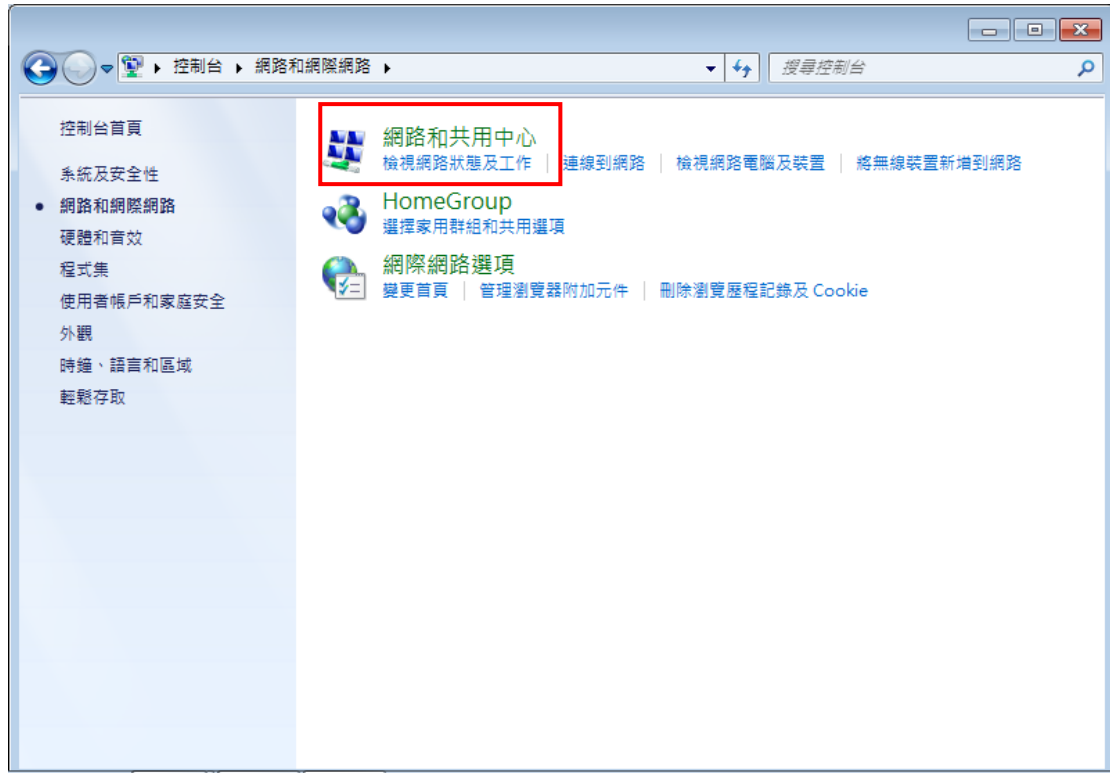 控制台 ▸ 網路和網際網路 ▸
搜尋控制台
控制台首頁
系統及安全性
網路和網際網路
硬體和音效
程式集
使用者帳戶和家庭安全
外觀
時鐘、語言和區域
輕鬆存取
網路和共用中心
檢視網路狀態及工作 | 連線到網路 | 檢視網路電腦及裝置 | 將無線裝置新增到網路
HomeGroup
選擇家用群組和共用選項
網際網路選項
變更首頁 | 管理瀏覽器附加元件 | 刪除瀏覽歷程記錄及 Cookie